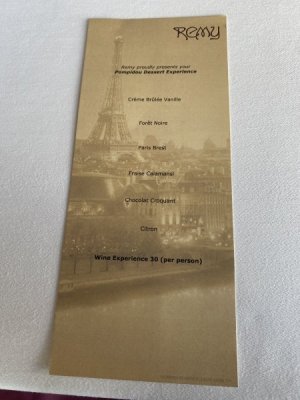 Remy
Remy proudly presents your
Pompidou Dessert Experience
Crème Brûlée Vanille
Forêt Noire
Paris Brest
Fraise Calamansi
Chocolat Croquant
Citron
Wine Experience 30 (per person)